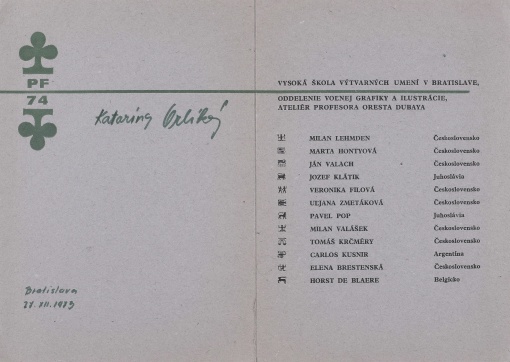 PF
74
Katarína
Bratislava
27. XII. 1973
VYSOKÁ ŠKOLA VÝTVARNÝCH UMENÍ V BRATISLAVE,
ODDELENIE VOĽNEJ GRAFIKY A ILUSTRÁCIE,
ATELIÉR PROFESORA ORESTA DUBAYA
MILAN LEHMDEN Československo
MARTA HONTYOVÁ Československo
JÁN VALACH Československo
JOZEF KLÁTIK Juhoslávia
VERONIKA FILOVÁ Československo
UĽJANA ZMETÁKOVÁ Československo
PAVEL POP Juhoslávia
MILAN VALÁŠEK Československo
TOMÁŠ KRČMÉRY Československo
CARLOS KUSNIR Argentína
ELENA BRESTENSKÁ Československo
HORST DE BLAERE Belgicko